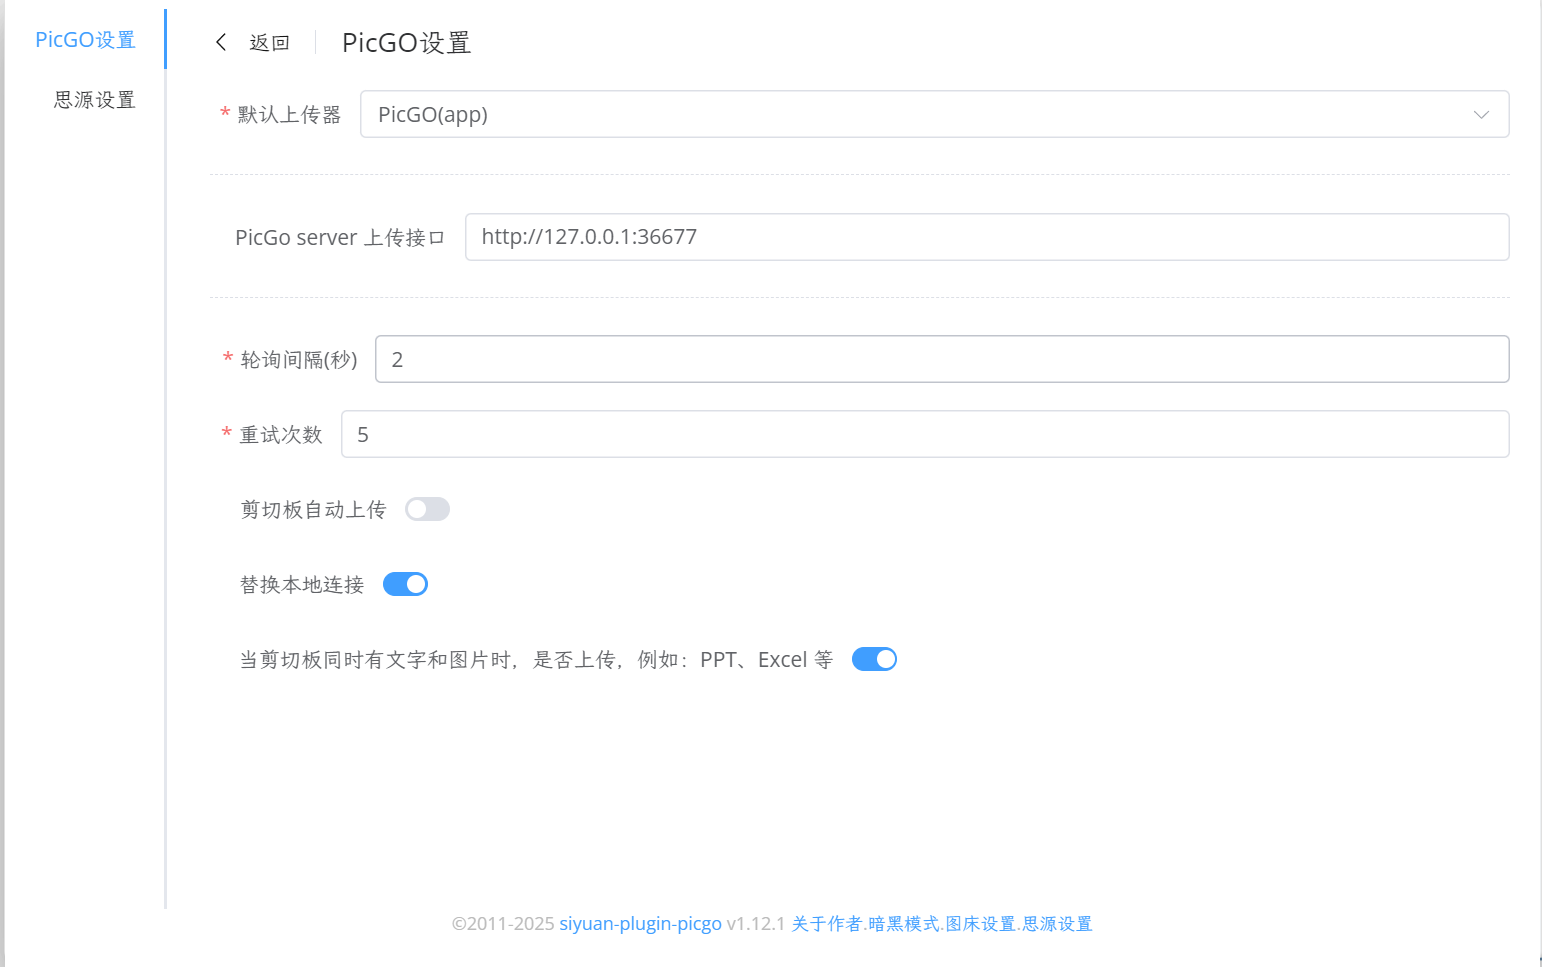 PicGO设置
思源设置
返回
PicGO设置
* 默认上传器
PicGO(app)
PicGo server 上传接口
http://127.0.0.1:36677
* 轮询间隔(秒)
2
* 重试次数
5
剪切板自动上传
替换本地连接
当剪切板同时有文字和图片时，是否上传，例如：PPT、Excel 等
©2011-2025 siyuan-plugin-picgo v1.12.1 关于作者.暗黑模式.图床设置.思源设置